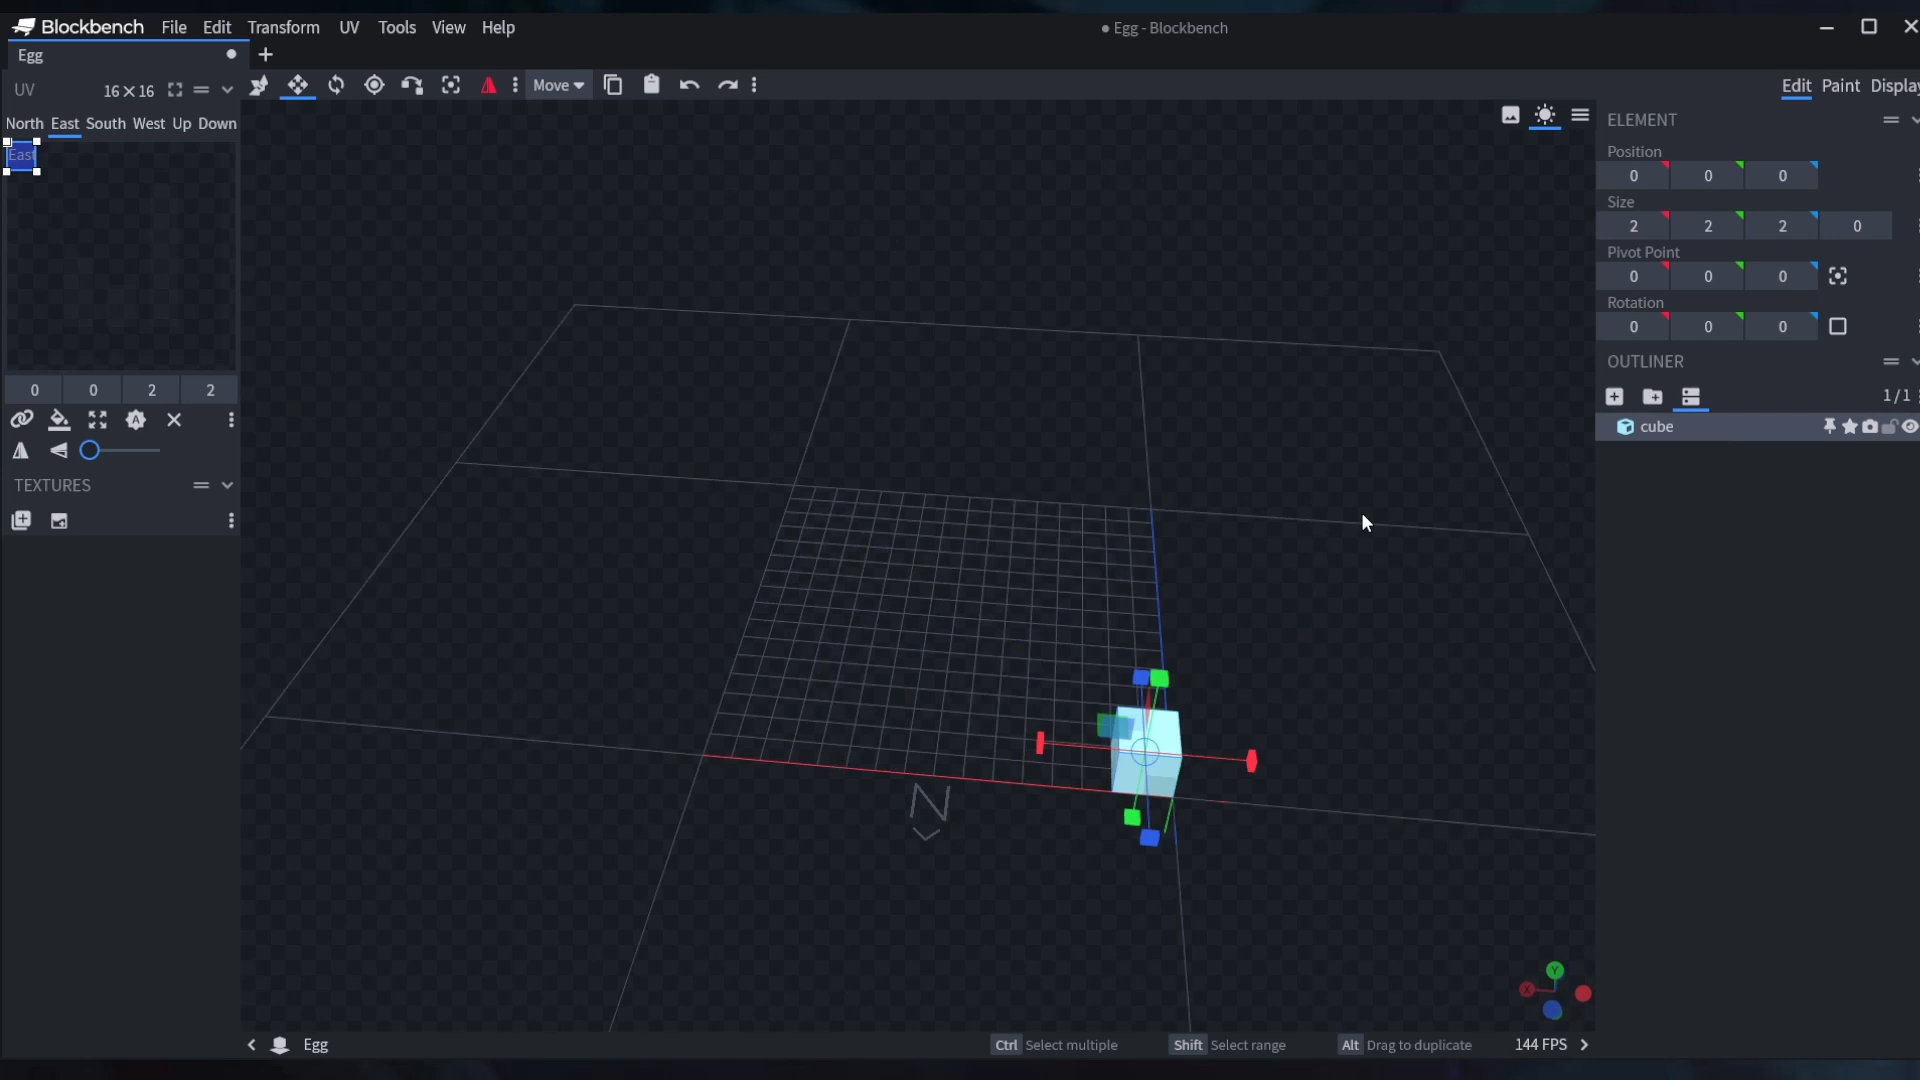 Blockbench File Edit Transform UV Tools View Help
Egg - Blockbench
Egg
UV 16×16
Move
Edit Paint Display
North East South West Up Down
East
ELEMENT
Position
0 0 0
Size
2 2 2 0
Pivot Point
0 0 0
Rotation
0 0 0
OUTLINER
1/1
cube
0 0 2 2
TEXTURES
N
Y
X
Egg
Ctrl Select multiple Shift Select range Alt Drag to duplicate 144 FPS